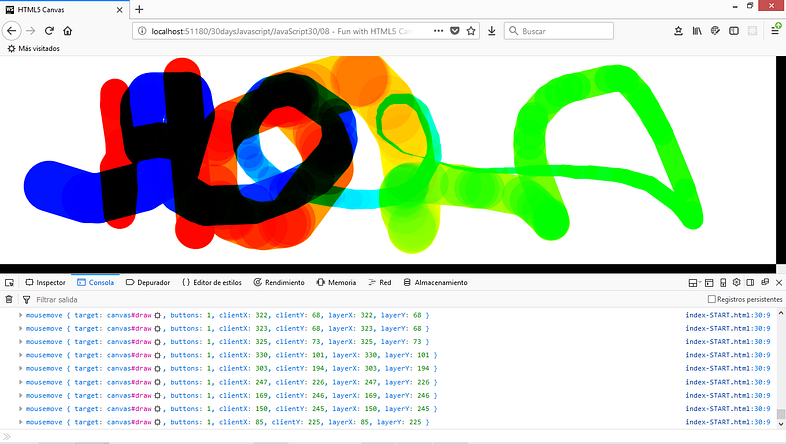 HTML5 Canvas
localhost:51180/30daysJavascript/JavaScript30/08 - Fun with HTML5 Can
Buscar
Más visitados
HOla
Inspector Consola Depurador {} Editor de estilos Rendimiento Memoria Red Almacenamiento
Filtrar salida Registros persistentes
mousemove { target: canvas#draw, buttons: 1, clientX: 322, clientY: 68, layerX: 322, layerY: 68 } index-START.html:30:9
mousemove { target: canvas#draw, buttons: 1, clientX: 323, clientY: 68, layerX: 323, layerY: 68 } index-START.html:30:9
mousemove { target: canvas#draw, buttons: 1, clientX: 325, clientY: 73, layerX: 325, layerY: 73 } index-START.html:30:9
mousemove { target: canvas#draw, buttons: 1, clientX: 330, clientY: 101, layerX: 330, layerY: 101 } index-START.html:30:9
mousemove { target: canvas#draw, buttons: 1, clientX: 303, clientY: 194, layerX: 303, layerY: 194 } index-START.html:30:9
mousemove { target: canvas#draw, buttons: 1, clientX: 247, clientY: 226, layerX: 247, layerY: 226 } index-START.html:30:9
mousemove { target: canvas#draw, buttons: 1, clientX: 169, clientY: 246, layerX: 169, layerY: 246 } index-START.html:30:9
mousemove { target: canvas#draw, buttons: 1, clientX: 150, clientY: 245, layerX: 150, layerY: 245 } index-START.html:30:9
mousemove { target: canvas#draw, buttons: 1, clientX: 85, clientY: 225, layerX: 85, layerY: 225 } index-START.html:30:9